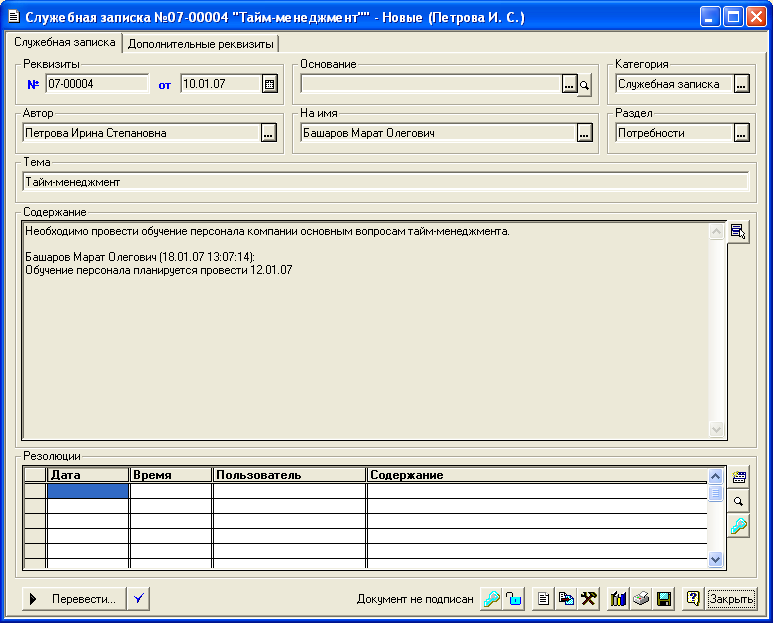 Служебная записка №07-00004 "Тайм-менеджмент"" - Новые (Петрова И. С.)
Служебная записка Дополнительные реквизиты
Реквизиты Основание Категория
№ 07-00004 от 10.01.07 ... Служебная записка ...
Автор На имя Раздел
Петрова Ирина Степановна ... Башаров Марат Олегович ... Потребности ...
Тема
Тайм-менеджмент
Содержание
Необходимо провести обучение персонала компании основным вопросам тайм-менеджмента.
Башаров Марат Олегович (18.01.07 13:07:14):
Обучение персонала планируется провести 12.01.07
Резолюции
Дата Время Пользователь Содержание
Перевести... Документ не подписан Закрыть